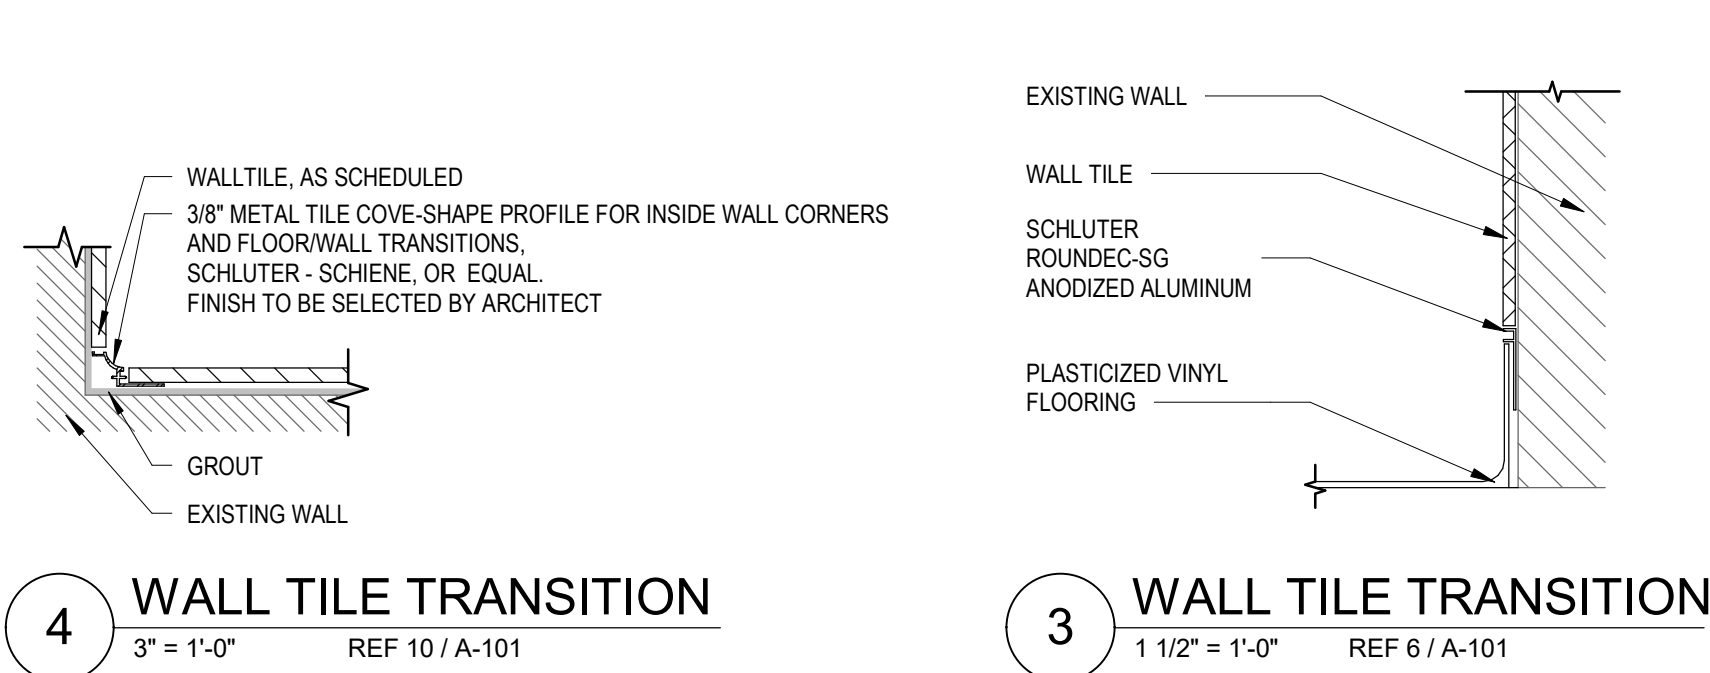 WALLTILE, AS SCHEDULED
3/8" METAL TILE COVE-SHAPE PROFILE FOR INSIDE WALL CORNERS
AND FLOOR/WALL TRANSITIONS,
SCHLUTER - SCHIENE, OR EQUAL.
FINISH TO BE SELECTED BY ARCHITECT
GROUT
EXISTING WALL
4
WALL TILE TRANSITION
3" = 1'-0" REF 10 / A-101
EXISTING WALL
WALL TILE
SCHLUTER
ROUNDEC-SG
ANODIZED ALUMINUM
PLASTICIZED VINYL
FLOORING
3
WALL TILE TRANSITION
1 1/2" = 1'-0" REF 6 / A-101